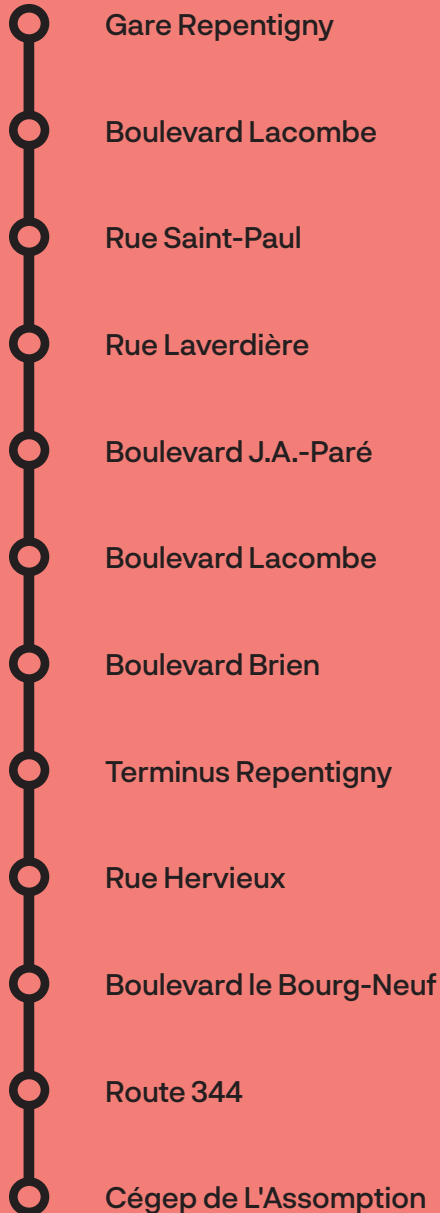 Gare Repentigny
Boulevard Lacombe
Rue Saint-Paul
Rue Laverdière
Boulevard J.A.-Paré
Boulevard Lacombe
Boulevard Brien
Terminus Repentigny
Rue Hervieux
Boulevard le Bourg-Neuf
Route 344
Cégep de L'Assomption